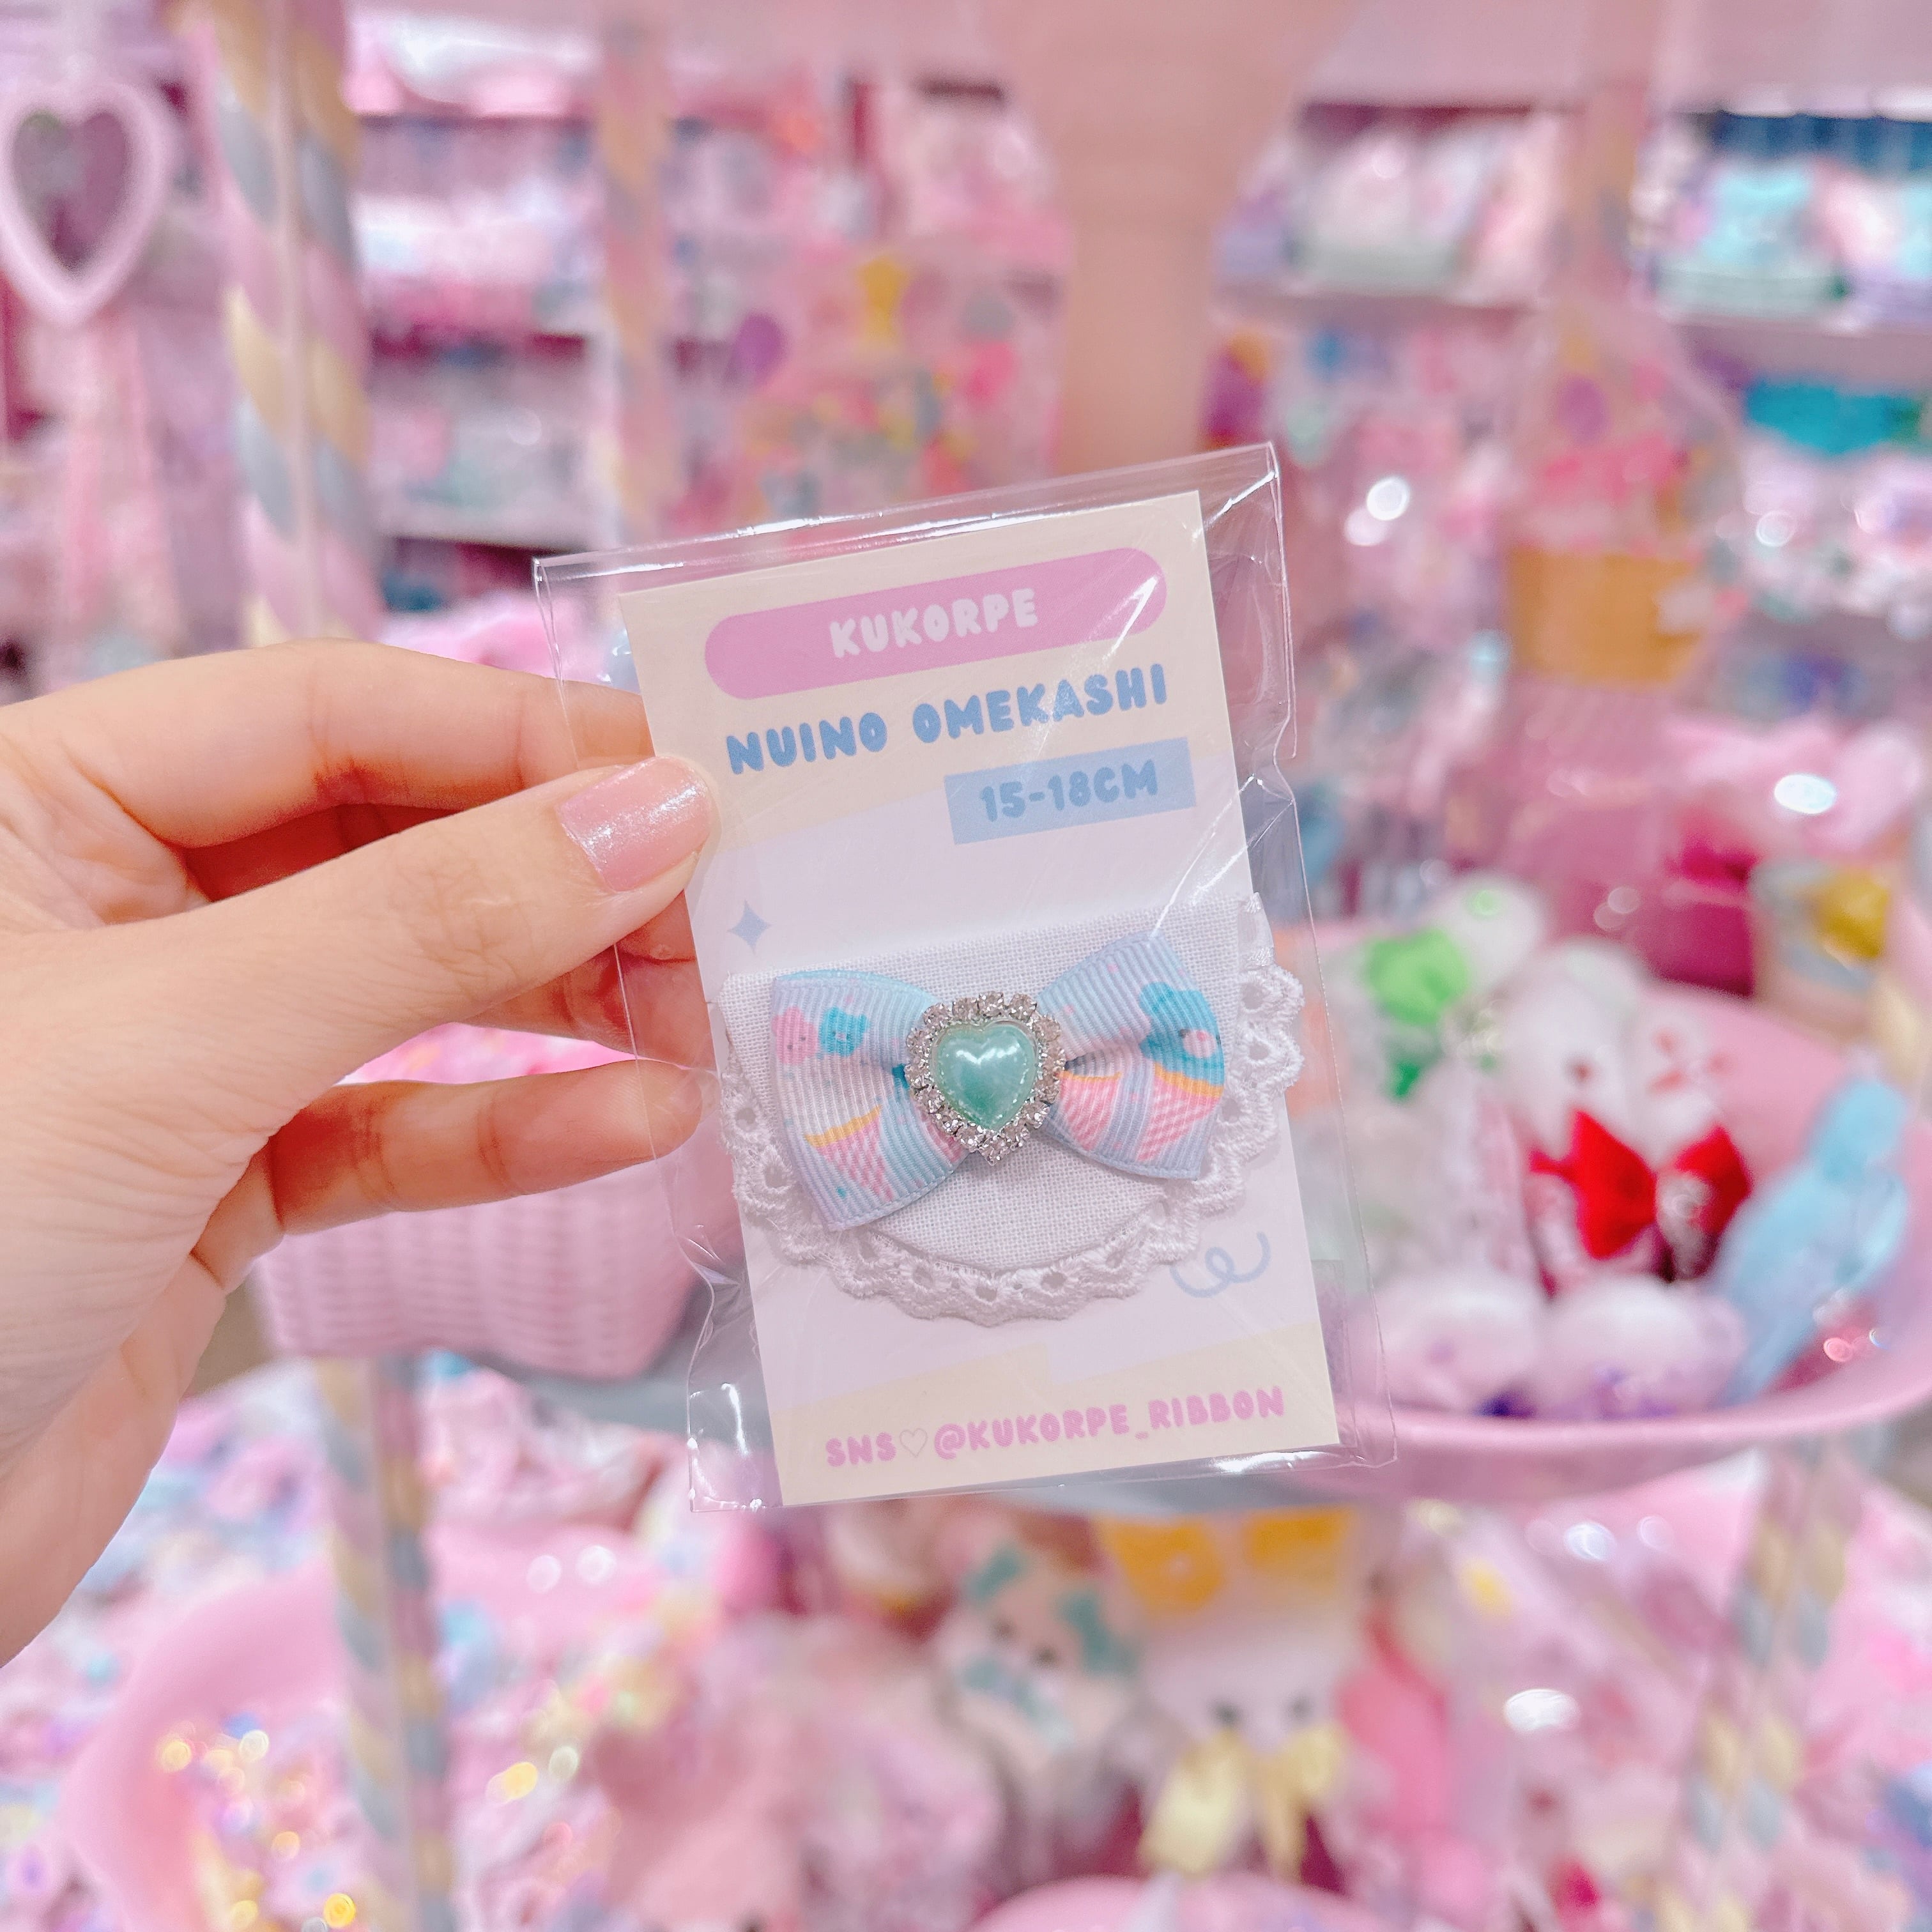 KUKORPE
NUINO OMEKASHI
15-18CM
SNS♡@KUKORPE_RIBBON